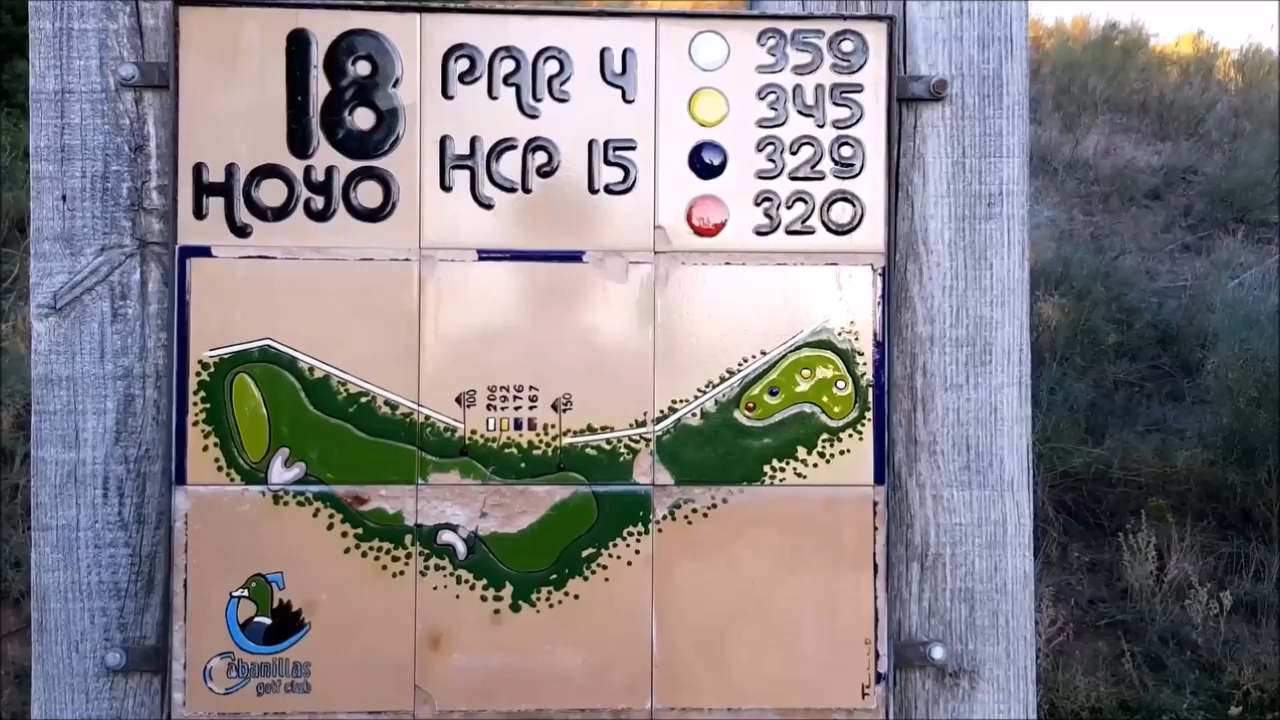 18
HOYO
PAR 4
HCP 15
359
345
329
320
100
206
192
176
167
150
Cabanillas
golf club